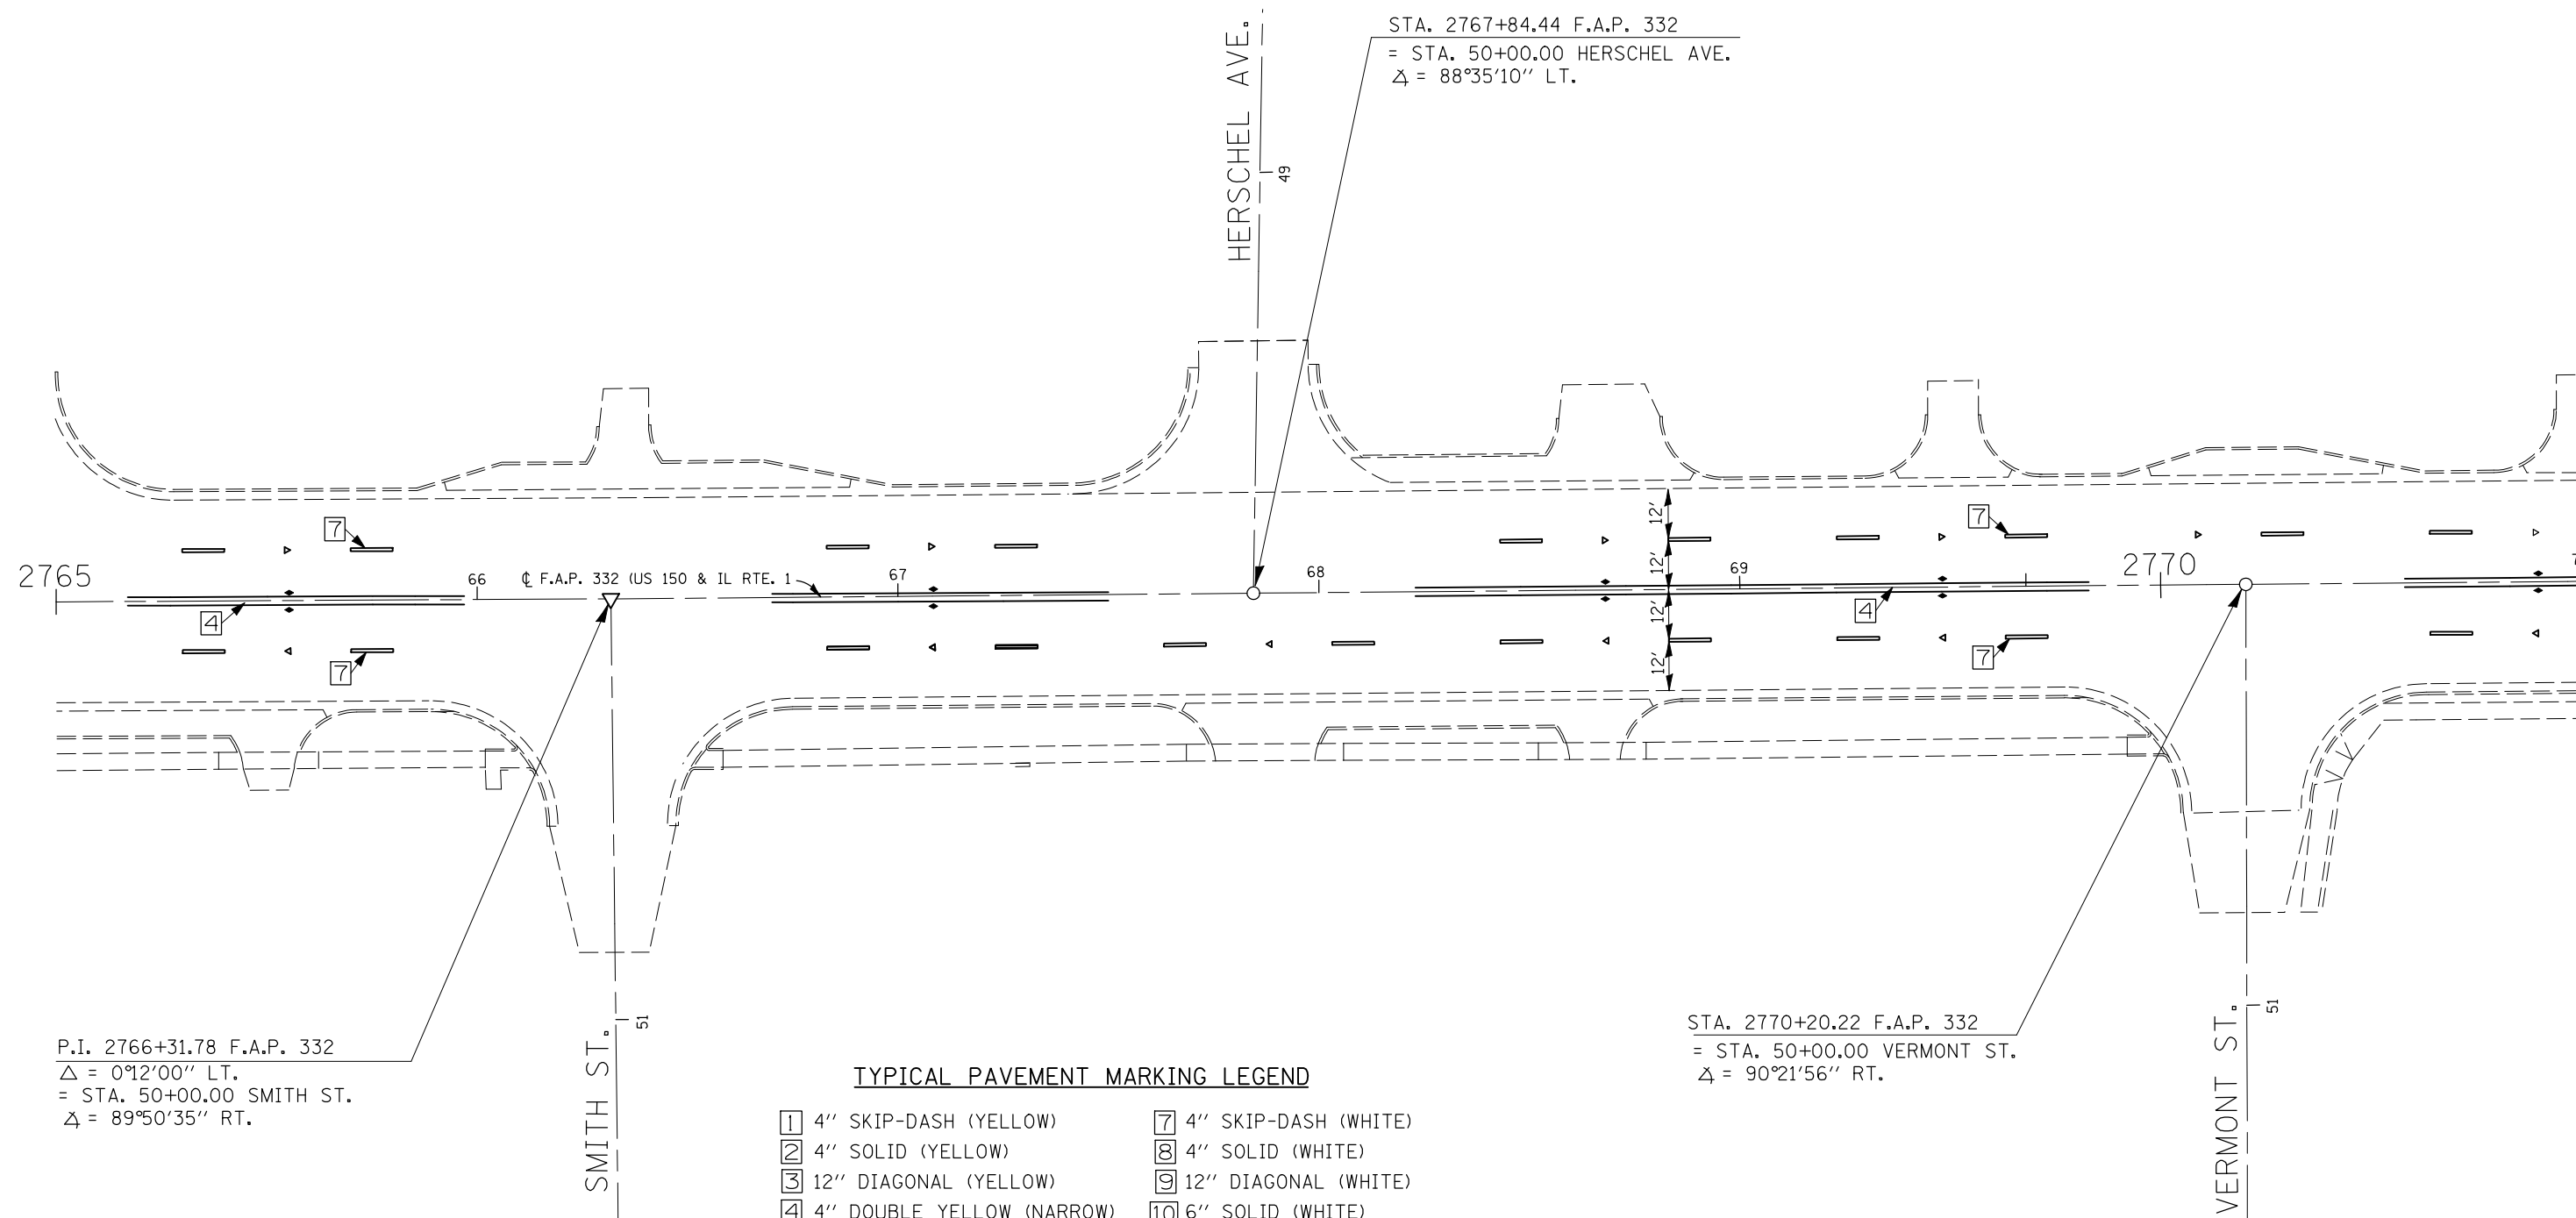 STA. 2767+84.44 F.A.P. 332
= STA. 50+00.00 HERSCHEL AVE.
∡ = 88°35'10'' LT.
HERSCHEL AVE.
49
7
7
12'
12'
12'
12'
2765
66
℄ F.A.P. 332 (US 150 & IL RTE. 1
67
68
69
2770
4
4
7
7
P.I. 2766+31.78 F.A.P. 332
△ = 0°12'00'' LT.
= STA. 50+00.00 SMITH ST.
∡ = 89°50'35'' RT.
SMITH ST.
51
STA. 2770+20.22 F.A.P. 332
= STA. 50+00.00 VERMONT ST.
∡ = 90°21'56'' RT.
VERMONT ST.
51
TYPICAL PAVEMENT MARKING LEGEND
1 4'' SKIP-DASH (YELLOW)
2 4'' SOLID (YELLOW)
3 12'' DIAGONAL (YELLOW)
4 4'' DOUBLE YELLOW (NARROW)
7 4'' SKIP-DASH (WHITE)
8 4'' SOLID (WHITE)
9 12'' DIAGONAL (WHITE)
10 6'' SOLID (WHITE)